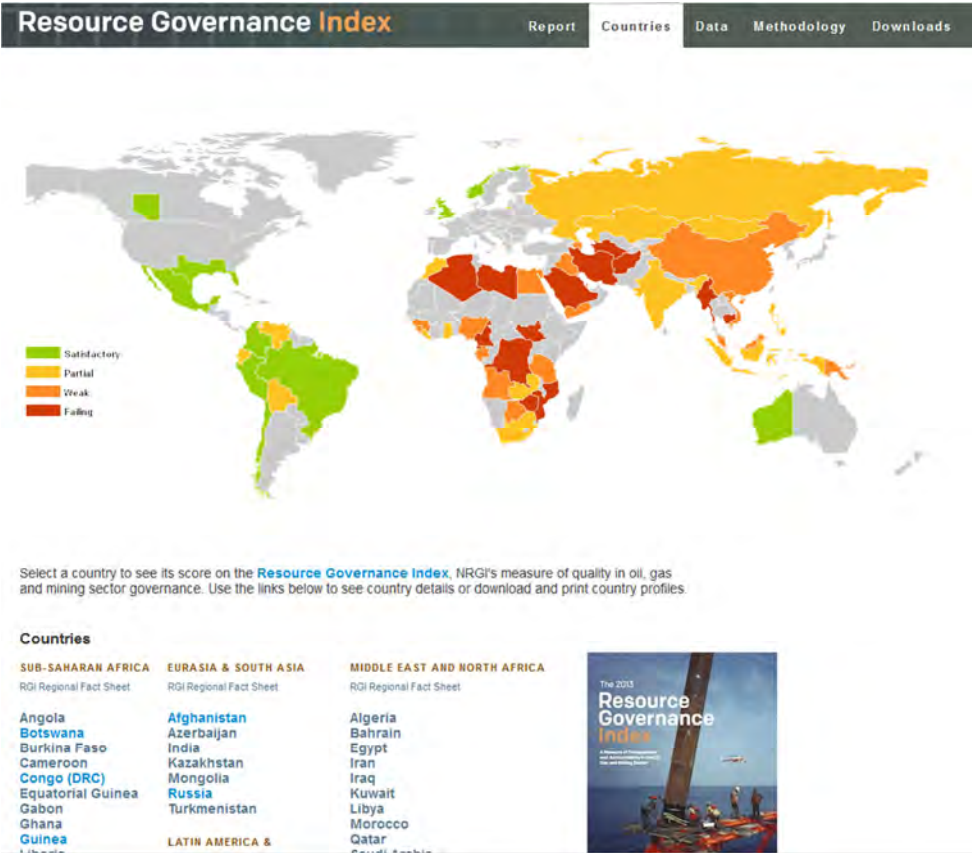 Resource Governance Index
Report Countries Data Methodology Downloads
Satisfactory
Partial
Weak
Failing
Select a country to see its score on the Resource Governance Index, NRGI's measure of quality in oil, gas
and mining sector governance. Use the links below to see country details or download and print country profiles.
Countries
SUB-SAHARAN AFRICA
RGI Regional Fact Sheet
Angola
Botswana
Burkina Faso
Cameroon
Congo (DRC)
Equatorial Guinea
Gabon
Ghana
Guinea
EURASIA & SOUTH ASIA
RGI Regional Fact Sheet
Afghanistan
Azerbaijan
India
Kazakhstan
Mongolia
Russia
Turkmenistan
LATIN AMERICA &
MIDDLE EAST AND NORTH AFRICA
RGI Regional Fact Sheet
Algeria
Bahrain
Egypt
Iran
Iraq
Kuwait
Libya
Morocco
Qatar
The 2013
Resource
Governance
Index